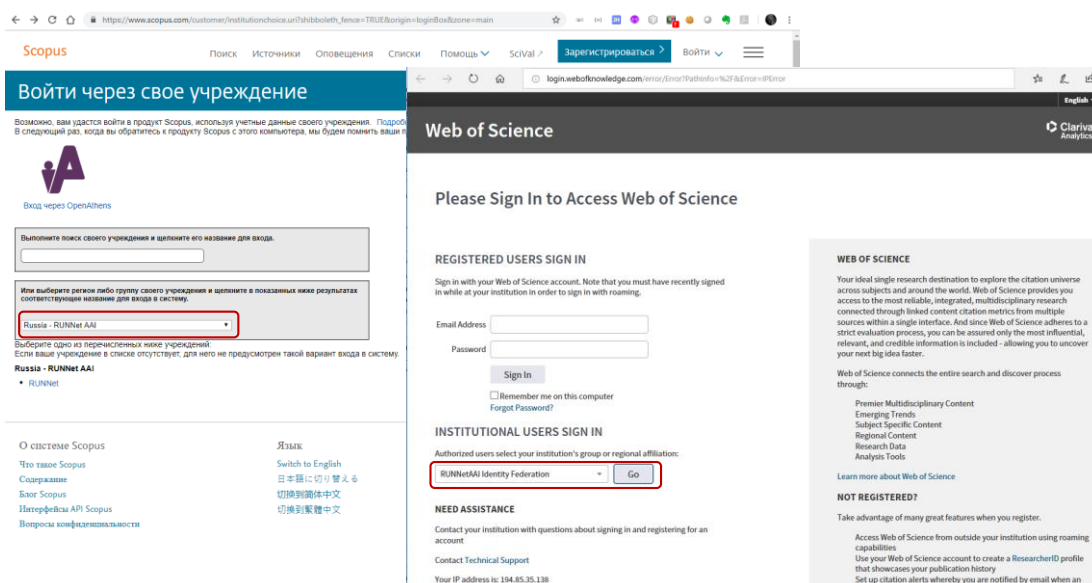 https://www.scopus.com/customer/institutionchoice.uri?shibboleth_fence=TRUE&origin=loginBox&zone=main
Scopus
Поиск Источники Оповещения Списки Помощь SciVal Зарегистрироваться Войти
Войти через свое учреждение
Возможно, вам удастся войти в продукт Scopus, используя учетные данные своего учреждения.
В следующий раз, когда вы обратитесь к продукту Scopus с этого компьютера, мы будем помнить ваши
Вход через OpenAthens
Выполните поиск своего учреждения и щелкните его название для входа.
Или выберите регион либо группу своего учреждения и щелкните в показанных ниже результатах
соответствующее название для входа в систему.
Russia - RUNNet AAI
Выберите одно из перечисленных ниже учреждений:
Если ваше учреждение в списке отсутствует, для него не предусмотрен такой вариант входа в систему.
Russia - RUNNet AAI
• RUNNet
О системе Scopus
Что такое Scopus
Содержание
Блог Scopus
Интерфейсы API Scopus
Вопросы конфиденциальности
Язык
Switch to English
日本語に切り替える
切换到简体中文
切換到繁體中文
login.webofknowledge.com/error/Error?PathInfo=%2F&Error=IPError
English
Web of Science
Clariva
Analytics
Please Sign In to Access Web of Science
REGISTERED USERS SIGN IN
Sign in with your Web of Science account. Note that you must have recently signed
in while at your institution in order to sign in with roaming.
Email Address
Password
Sign In
Remember me on this computer
Forgot Password?
INSTITUTIONAL USERS SIGN IN
Authorized users select your institution's group or regional affiliation:
RUNNetAAI Identity Federation Go
NEED ASSISTANCE
Contact your institution with questions about signing in and registering for an
account
Contact Technical Support
Your IP address is: 194.85.35.138
WEB OF SCIENCE
Your ideal single research destination to explore the citation universe
across subjects and around the world. Web of Science provides you
access to the most reliable, integrated, multidisciplinary research
connected through linked content citation metrics from multiple
sources within a single interface. And since Web of Science adheres to a
strict evaluation process, you can be assured only the most influential,
relevant, and credible information is included - allowing you to uncover
your next big idea faster.
Web of Science connects the entire search and discover process
through:
Premier Multidisciplinary Content
Emerging Trends
Subject Specific Content
Regional Content
Research Data
Analysis Tools
Learn more about Web of Science
NOT REGISTERED?
Take advantage of many great features when you register.
Access Web of Science from outside your institution using roaming
capabilities
Use your Web of Science account to create a ResearcherID profile
that showcases your publication history
Set up citation alerts whereby you are notified by email when an